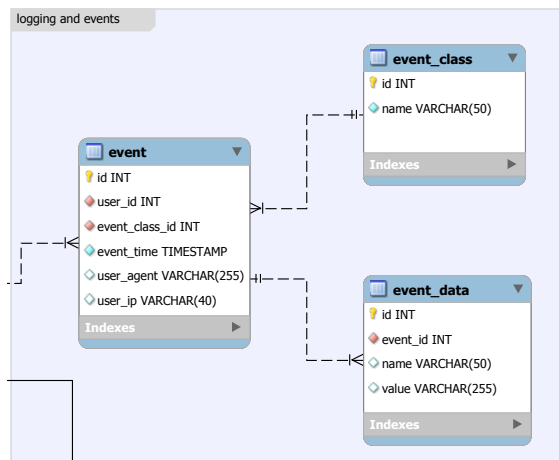 logging and events
event_class
id INT
name VARCHAR(50)
Indexes
event
id INT
user_id INT
event_class_id INT
event_time TIMESTAMP
user_agent VARCHAR(255)
user_ip VARCHAR(40)
Indexes
event_data
id INT
event_id INT
name VARCHAR(50)
value VARCHAR(255)
Indexes